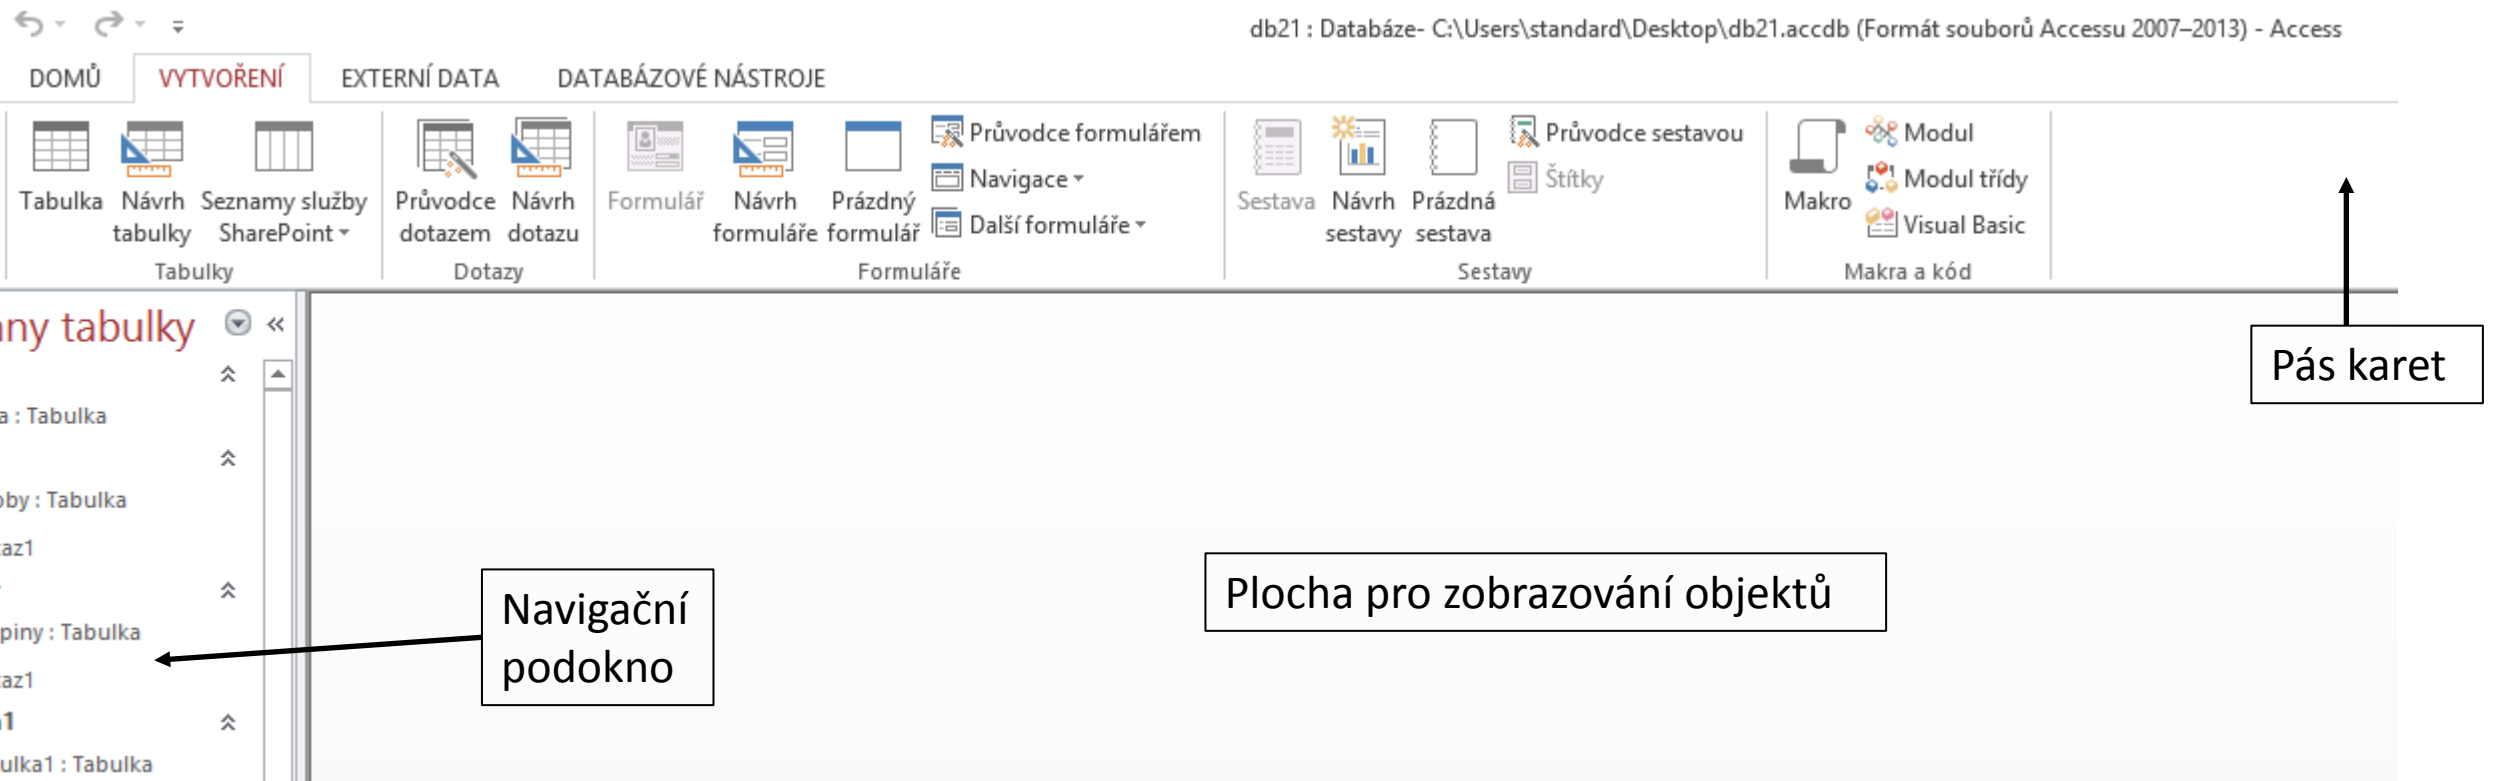 db21 : Databáze- C:\Users\standard\Desktop\db21.accdb (Formát souborů Accessu 2007–2013) - Access
DOMŮ VYTVOŘENÍ EXTERNÍ DATA DATABÁZOVÉ NÁSTROJE
Tabulka
Návrh
tabulky
Seznamy služby
SharePoint
Tabulky
Průvodce
dotazem
Návrh
dotazu
Dotazy
Formulář
Návrh
formuláře
Prázdný
formulář
Průvodce formulářem
Navigace
Další formuláře
Formuláře
Sestava
Návrh
sestavy
Prázdná
sestava
Průvodce sestavou
Štítky
Sestavy
Makro
Modul
Modul třídy
Visual Basic
Makra a kód
Pás karet
ny tabulky
a : Tabulka
oby : Tabulka
az1
piny : Tabulka
az1
1
ulka1 : Tabulka
Navigační
podokno
Plocha pro zobrazování objektů